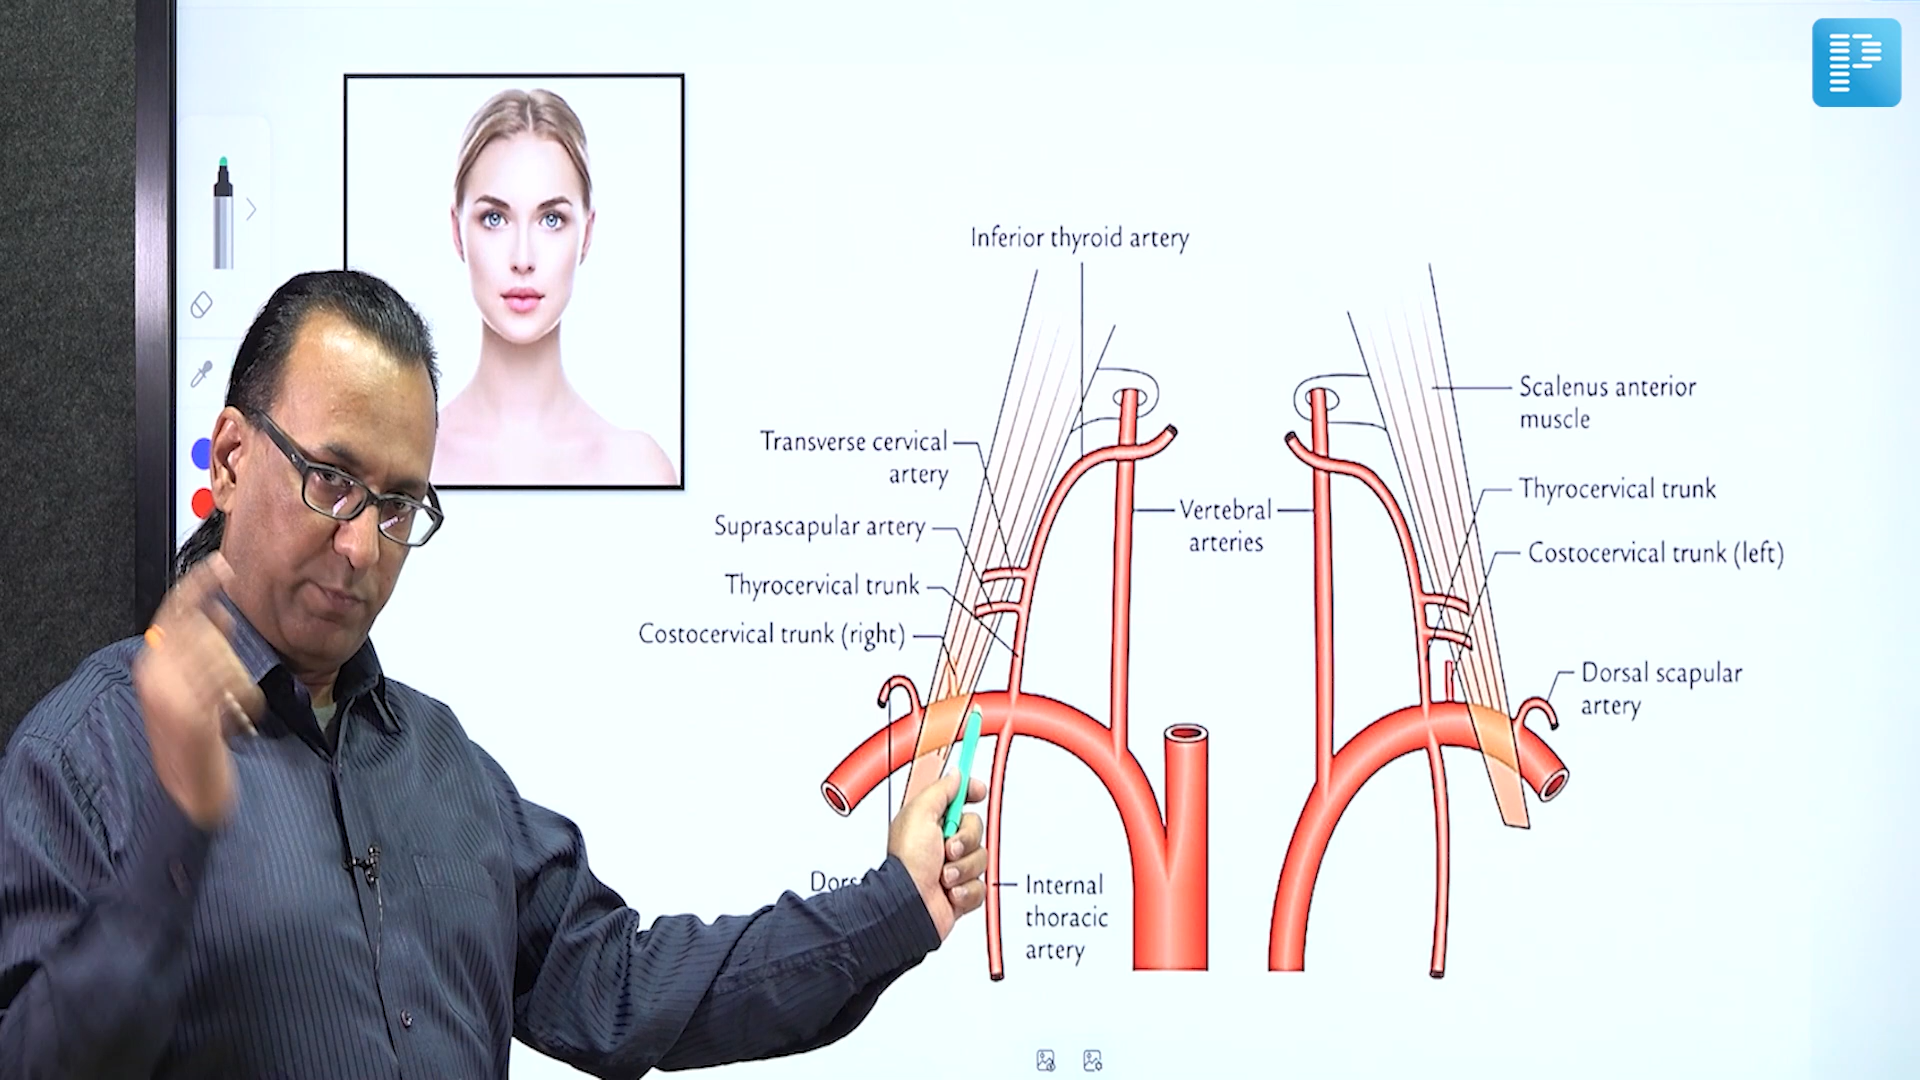 Inferior thyroid artery
Scalenus anterior
muscle
Transverse cervical
artery
Thyrocervical trunk
Vertebral
arteries
Suprascapular artery
Costocervical trunk (left)
Thyrocervical trunk
Costocervical trunk (right)
Dorsal scapular
artery
Internal
thoracic
artery